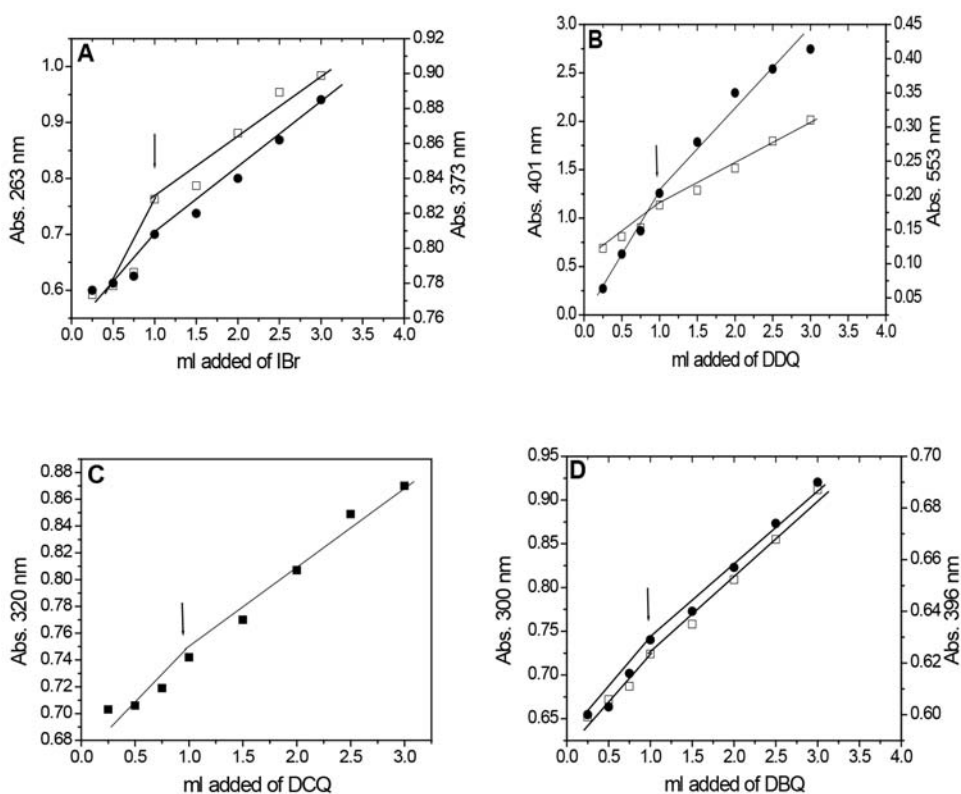 A
Abs. 263 nm
1.0
0.9
0.8
0.7
0.6
0.92
0.90
0.88
0.86
0.84
0.82
0.80
0.78
0.76
Abs. 373 nm
0.0 0.5 1.0 1.5 2.0 2.5 3.0 3.5 4.0
ml added of IBr
B
Abs. 401 nm
3.0
2.5
2.0
1.5
1.0
0.5
0.0
0.45
0.40
0.35
0.30
0.25
0.20
0.15
0.10
0.05
Abs. 553 nm
0.0 0.5 1.0 1.5 2.0 2.5 3.0 3.5 4.0
ml added of DDQ
C
Abs. 320 nm
0.88
0.86
0.84
0.82
0.80
0.78
0.76
0.74
0.72
0.70
0.68
0.0 0.5 1.0 1.5 2.0 2.5 3.0
ml added of DCQ
D
Abs. 300 nm
0.95
0.90
0.85
0.80
0.75
0.70
0.65
0.70
0.68
0.66
0.64
0.62
0.60
Abs. 396 nm
0.0 0.5 1.0 1.5 2.0 2.5 3.0 3.5 4.0
ml added of DBQ